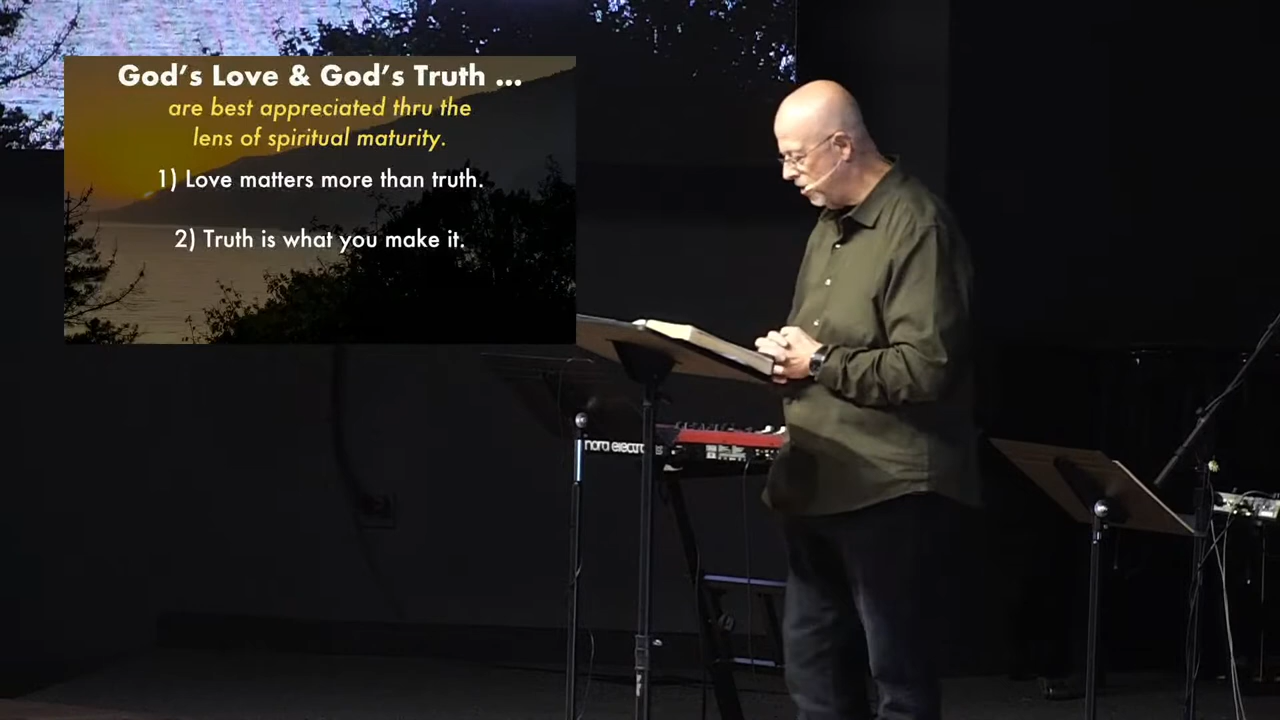 God's Love & God's Truth ...
are best appreciated thru the
lens of spiritual maturity.
1) Love matters more than truth.
2) Truth is what you make it.
nord electro